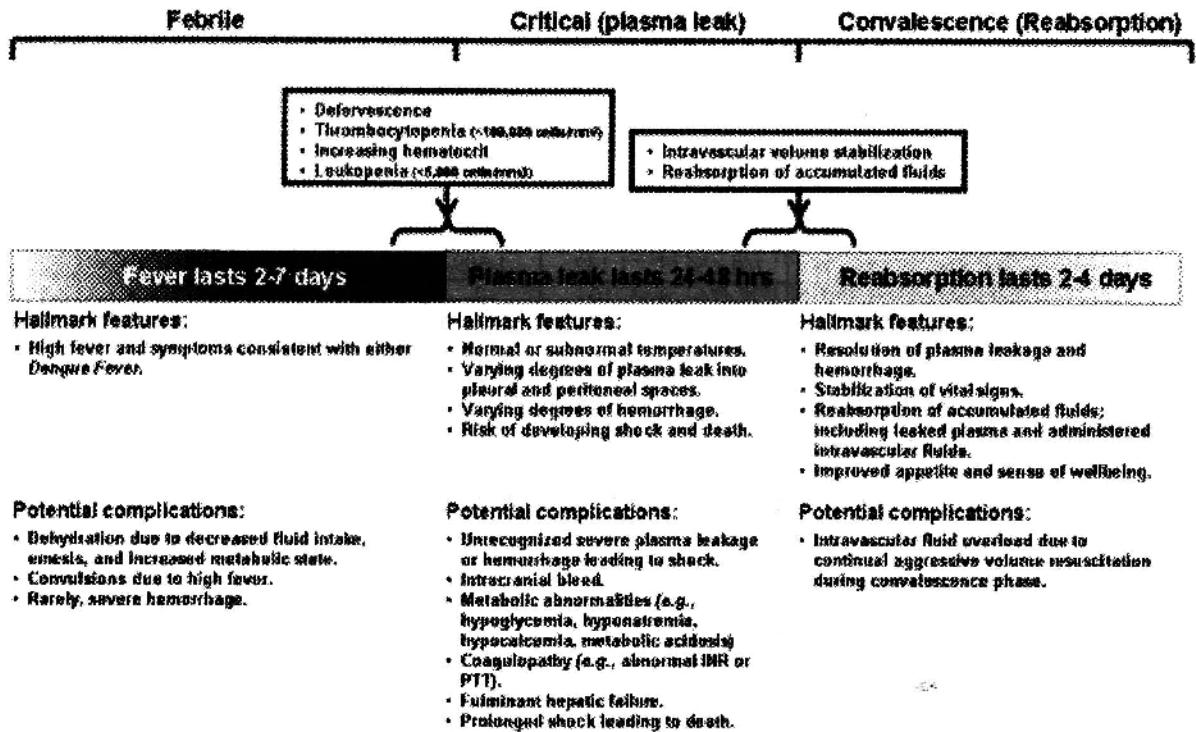 Febrile
Critical (plasma leak)
Convalescence (Reabsorption)
• Defervescence
• Thrombocytopenia (<100,000 cells/mm³)
• Increasing hematocrit
• Leukopenia (<5,000 cells/mm3)
• Intravascular volume stabilization
• Reabsorption of accumulated fluids
Fever lasts 2-7 days
Plasma leak lasts 24-48 hrs
Reabsorption lasts 2-4 days
Hallmark features:
• High fever and symptoms consistent with either
Dengue Fever.
Hallmark features:
• Normal or subnormal temperatures.
• Varying degrees of plasma leak into
pleural and peritoneal spaces.
• Varying degrees of hemorrhage.
• Risk of developing shock and death.
Hallmark features:
• Resolution of plasma leakage and
hemorrhage.
• Stabilization of vital signs.
• Reabsorption of accumulated fluids;
including leaked plasma and administered
intravascular fluids.
• Improved appetite and sense of wellbeing.
Potential complications:
• Dehydration due to decreased fluid intake,
emesis, and increased metabolic state.
• Convulsions due to high fever.
• Rarely, severe hemorrhage.
Potential complications:
• Unrecognized severe plasma leakage
or hemorrhage leading to shock.
• Intracranial bleed.
• Metabolic abnormalities (e.g.,
hypoglycemia, hyponatremia,
hypocalcemia, metabolic acidosis)
• Coagulopathy (e.g., abnormal INR or
PTT).
• Fulminant hepatic failure.
• Prolonged shock leading to death.
Potential complications:
• Intravascular fluid overload due to
continual aggressive volume resuscitation
during convalescence phase.